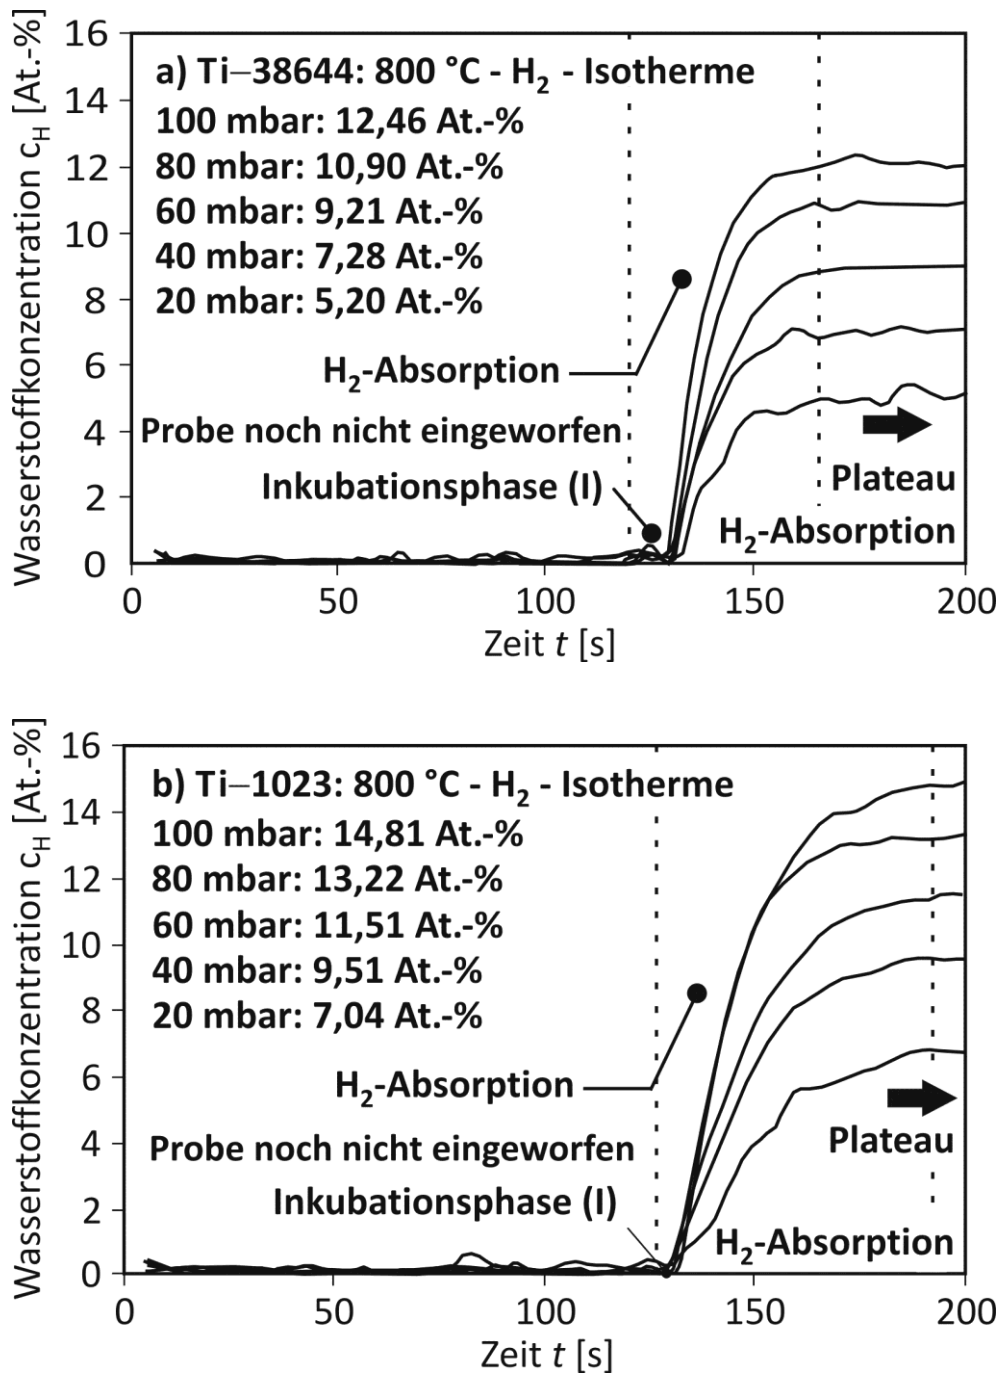 Wasserstoffkonzentration c_H [At.-%]
16
14
12
10
8
6
4
2
0
a) Ti–38644: 800 °C - H₂ - Isotherme
100 mbar: 12,46 At.-%
80 mbar: 10,90 At.-%
60 mbar: 9,21 At.-%
40 mbar: 7,28 At.-%
20 mbar: 5,20 At.-%
H₂-Absorption
Probe noch nicht eingeworfen
Inkubationsphase (I)
Plateau
H₂-Absorption
0 50 100 150 200
Zeit t [s]
Wasserstoffkonzentration c_H [At.-%]
16
14
12
10
8
6
4
2
0
b) Ti–1023: 800 °C - H₂ - Isotherme
100 mbar: 14,81 At.-%
80 mbar: 13,22 At.-%
60 mbar: 11,51 At.-%
40 mbar: 9,51 At.-%
20 mbar: 7,04 At.-%
H₂-Absorption
Probe noch nicht eingeworfen
Plateau
Inkubationsphase (I)
H₂-Absorption
0 50 100 150 200
Zeit t [s]